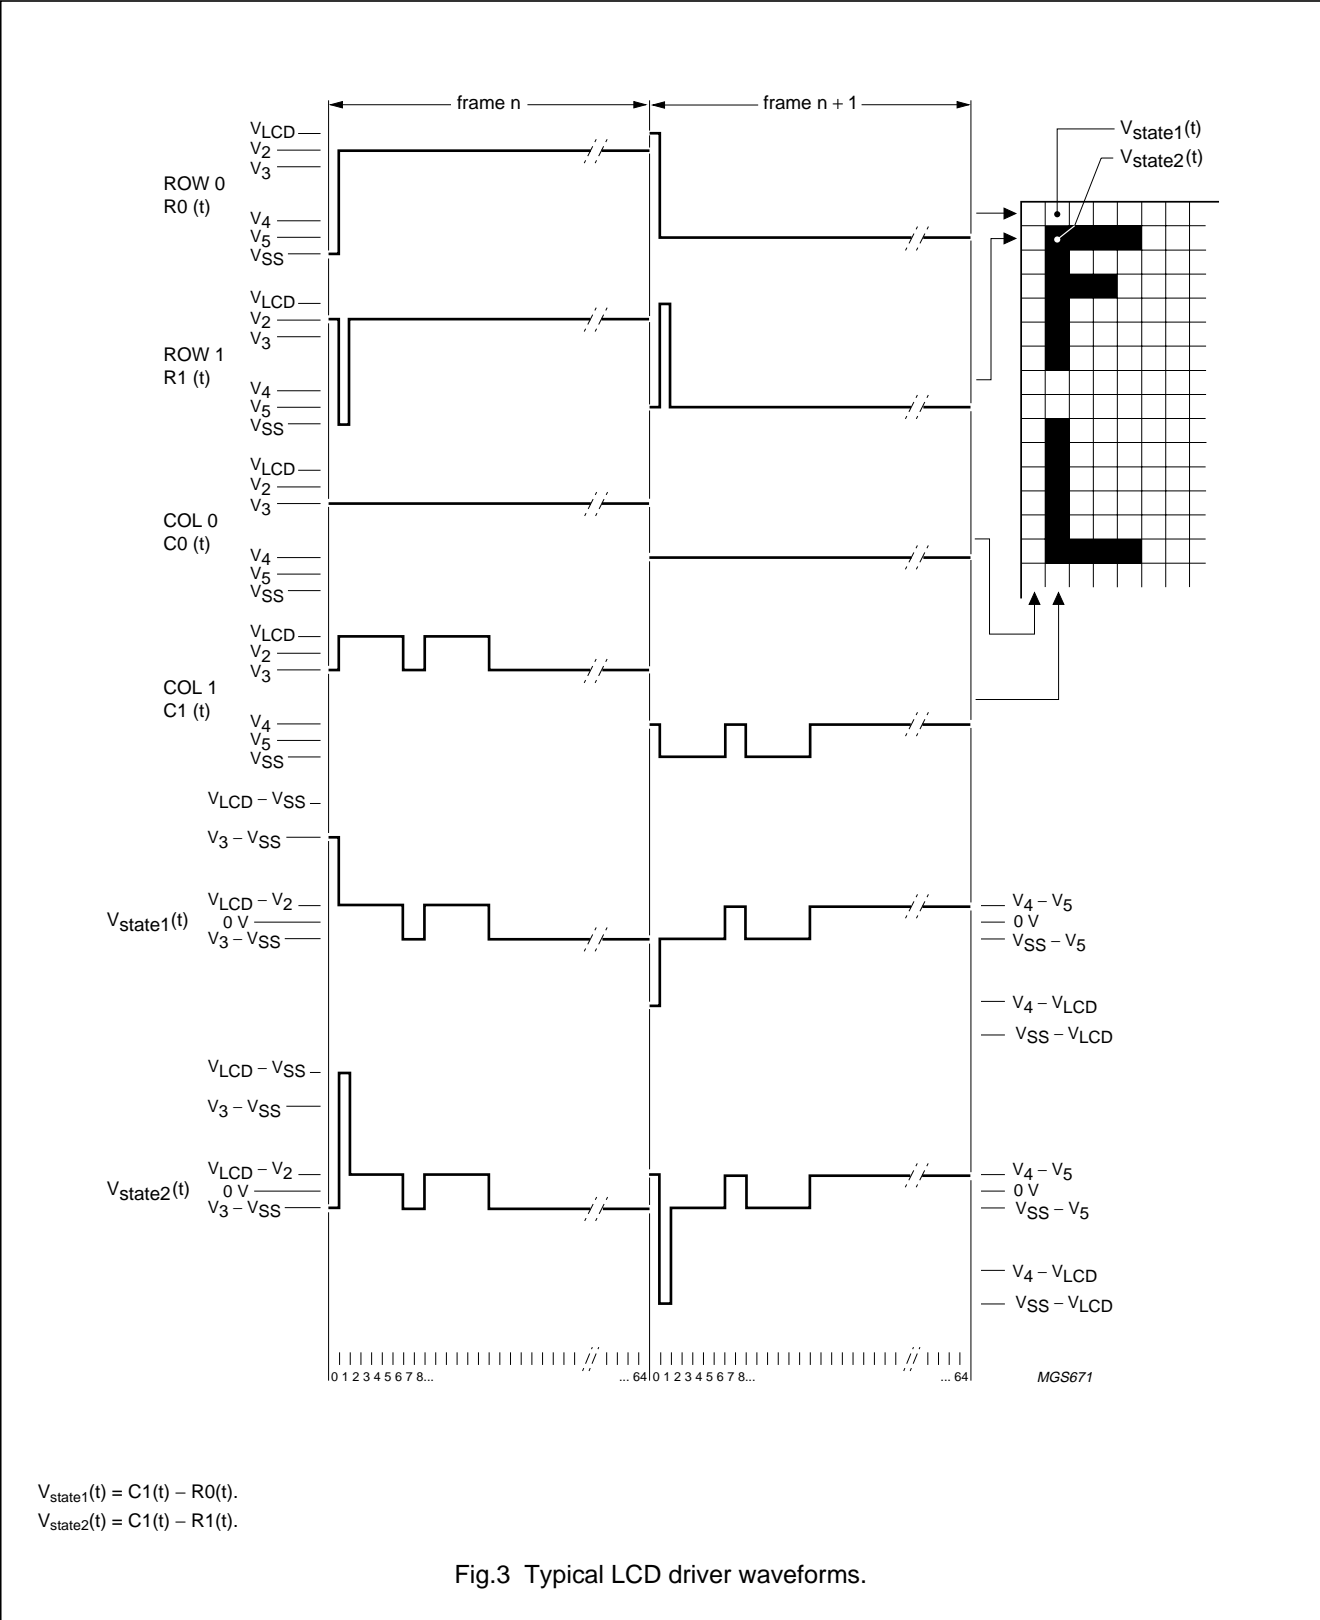 frame n
frame n + 1
VLCD
V2
V3
ROW 0
R0 (t)
V4
V5
VSS
Vstate1(t)
Vstate2(t)
VLCD
V2
V3
ROW 1
R1 (t)
V4
V5
VSS
VLCD
V2
V3
COL 0
C0 (t)
V4
V5
VSS
VLCD
V2
V3
COL 1
C1 (t)
V4
V5
VSS
VLCD – VSS
V3 – VSS
VLCD – V2
Vstate1(t)
0 V
V3 – VSS
V4 – V5
0 V
VSS – V5
V4 – VLCD
VSS – VLCD
VLCD – VSS
V3 – VSS
VLCD – V2
Vstate2(t)
0 V
V3 – VSS
V4 – V5
0 V
VSS – V5
V4 – VLCD
VSS – VLCD
0 1 2 3 4 5 6 7 8... ... 64 0 1 2 3 4 5 6 7 8... ... 64
MGS671
Vstate1(t) = C1(t) – R0(t).
Vstate2(t) = C1(t) – R1(t).
Fig.3 Typical LCD driver waveforms.